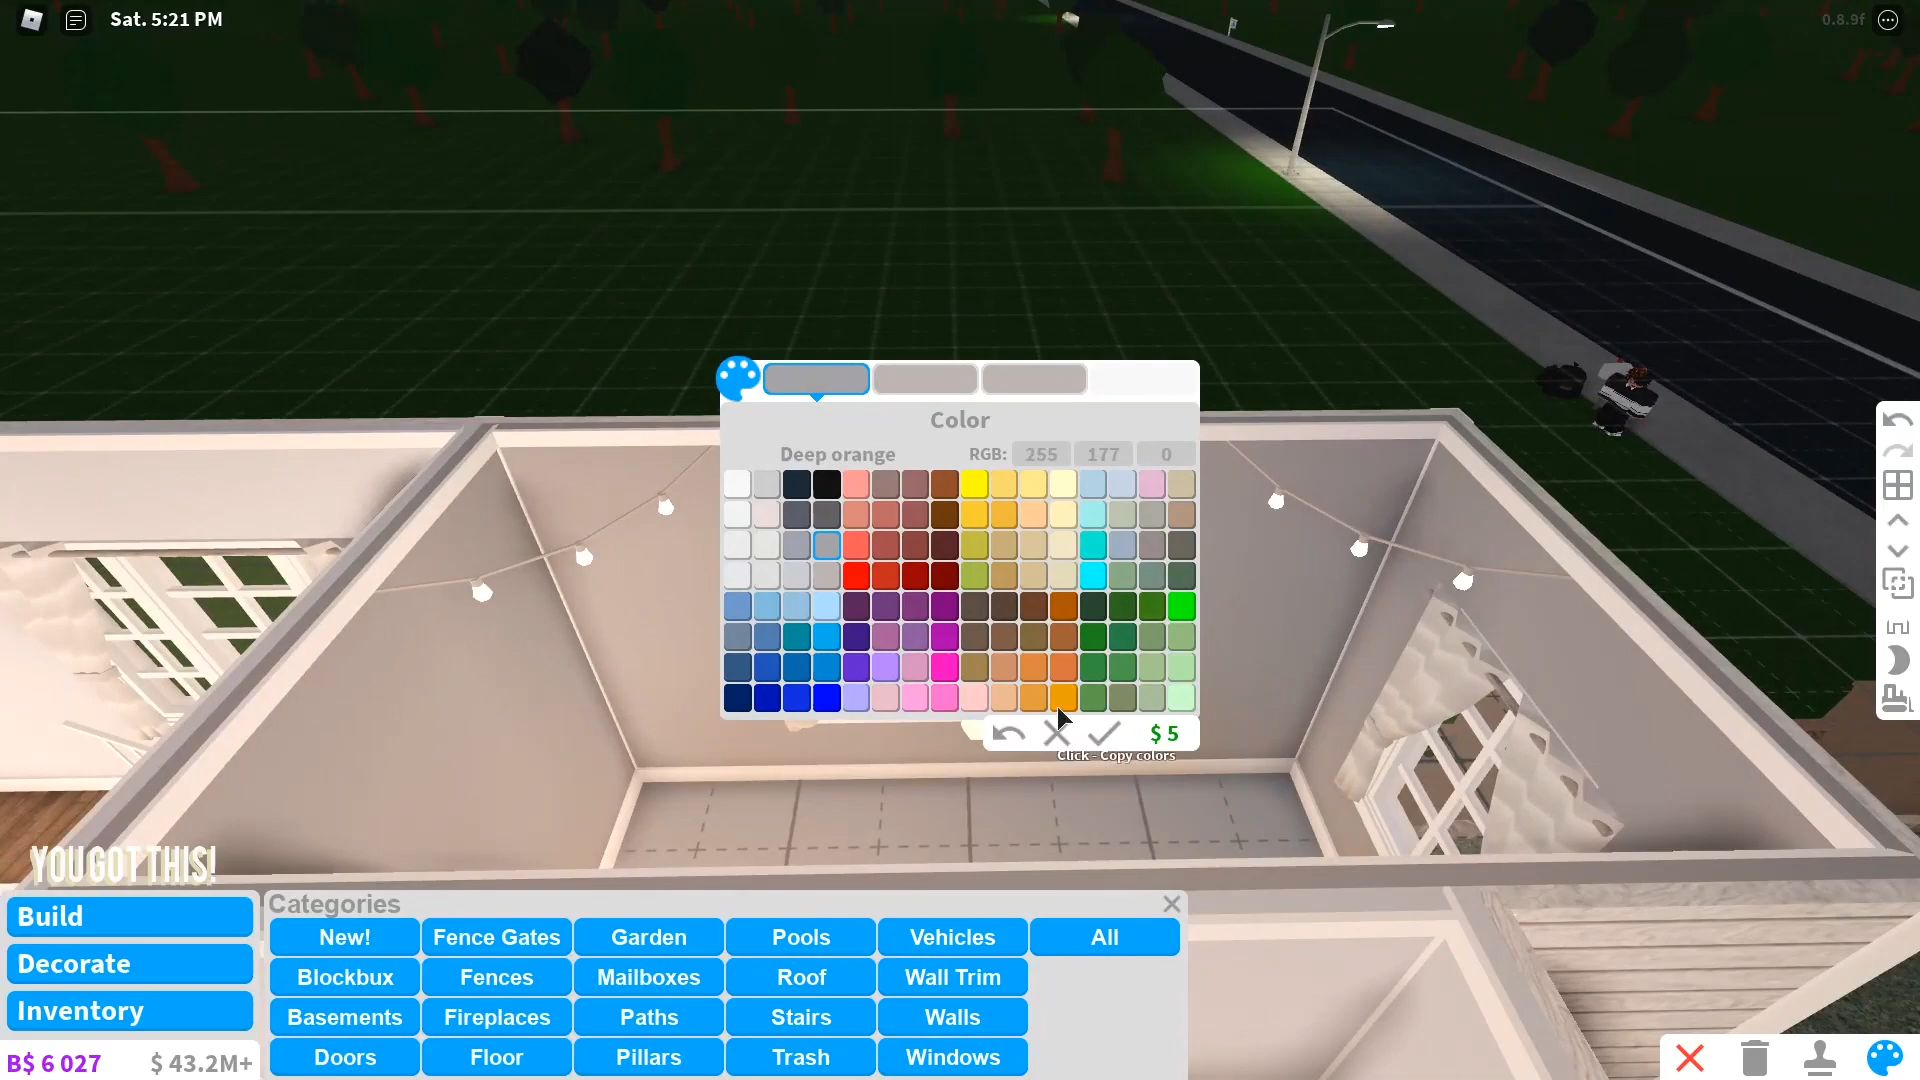 Sat. 5:21 PM
0.8.9f
Color
Deep orange RGB: 255 177 0
$ 5
Click - Copy colors
YOU GOT THIS!
Build
Decorate
Inventory
B$ 6 027 $ 43.2M+
Categories
New! Fence Gates Garden Pools Vehicles All
Blockbux Fences Mailboxes Roof Wall Trim
Basements Fireplaces Paths Stairs Walls
Doors Floor Pillars Trash Windows